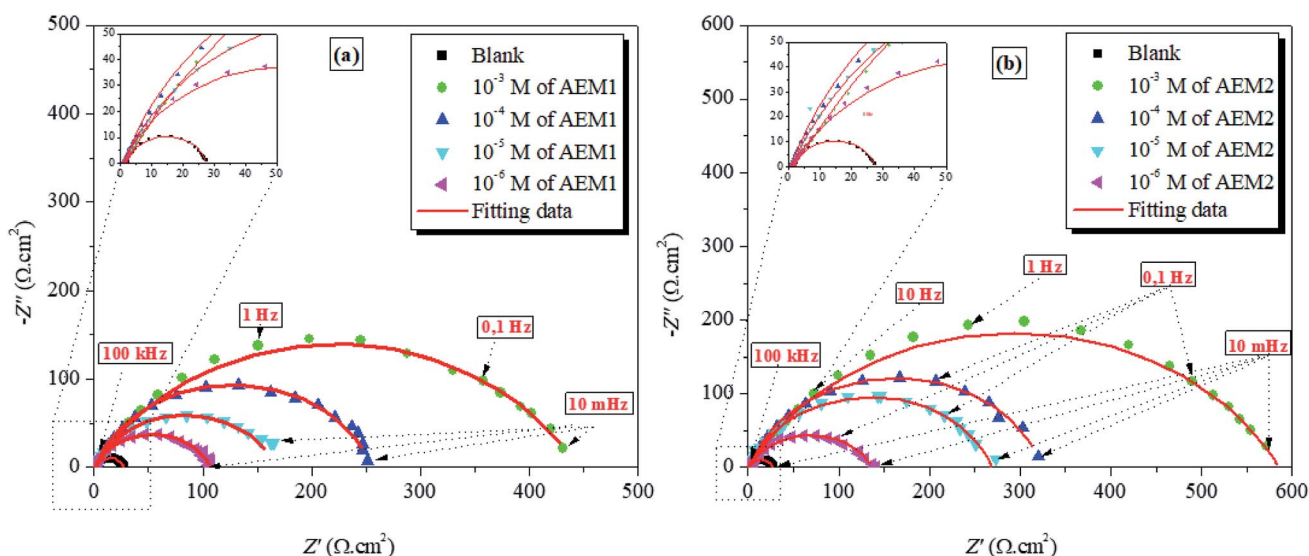 500
400
300
200
100
0
-Z" (Ω.cm²)
0
100
200
300
400
500
Z' (Ω.cm²)
(a)
Blank
10⁻³ M of AEM1
10⁻⁴ M of AEM1
10⁻⁵ M of AEM1
10⁻⁶ M of AEM1
Fitting data
50
40
30
20
10
0
0
10
20
30
40
50
100 kHz
1 Hz
0,1 Hz
10 mHz
600
500
400
300
200
100
0
-Z" (Ω.cm²)
0
100
200
300
400
500
600
Z' (Ω.cm²)
(b)
Blank
10⁻³ M of AEM2
10⁻⁴ M of AEM2
10⁻⁵ M of AEM2
10⁻⁶ M of AEM2
Fitting data
50
40
30
20
10
0
0
10
20
30
40
50
100 kHz
10 Hz
1 Hz
0,1 Hz
10 mHz